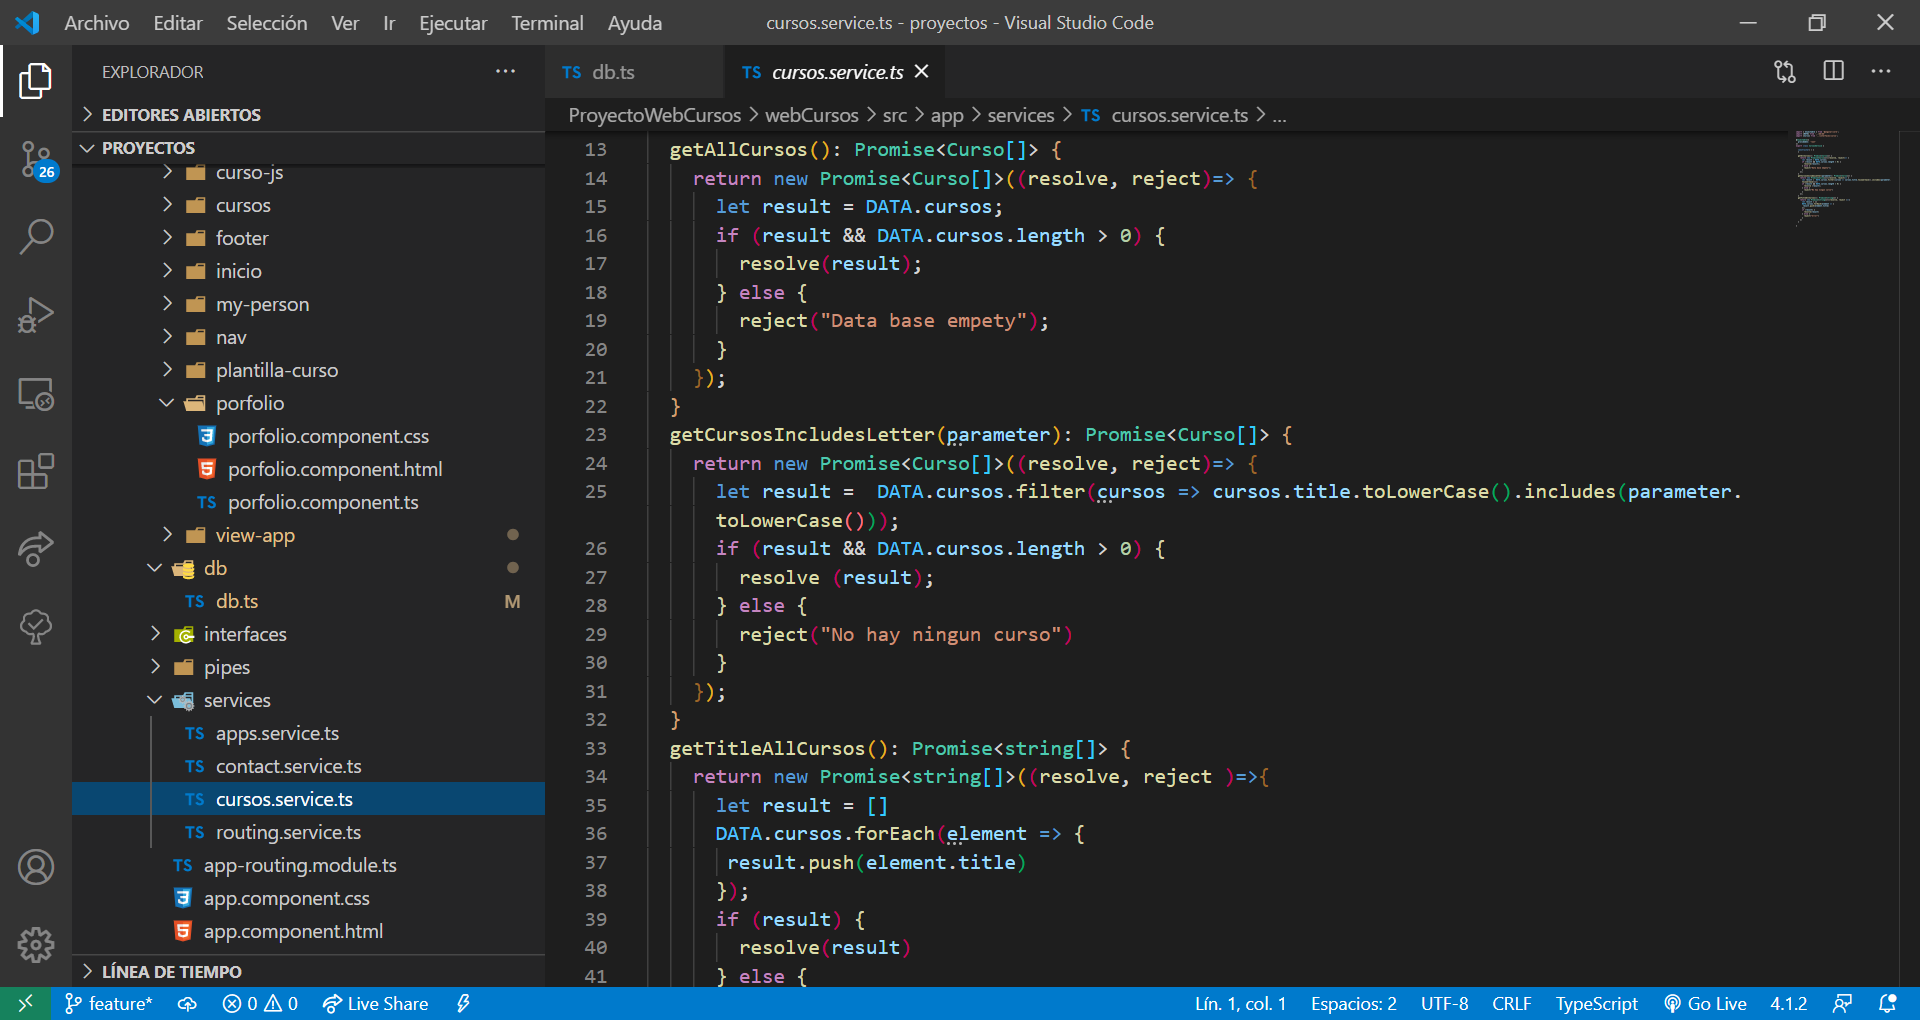 Archivo Editar Selección Ver Ir Ejecutar Terminal Ayuda
cursos.service.ts - proyectos - Visual Studio Code
EXPLORADOR
EDITORES ABIERTOS
PROYECTOS
curso-js
cursos
footer
inicio
my-person
nav
plantilla-curso
porfolio
porfolio.component.css
porfolio.component.html
TS porfolio.component.ts
view-app
db
TS db.ts M
interfaces
pipes
services
TS apps.service.ts
TS contact.service.ts
TS cursos.service.ts
TS routing.service.ts
TS app-routing.module.ts
app.component.css
app.component.html
LÍNEA DE TIEMPO
26
TS db.ts
TS cursos.service.ts
ProyectoWebCursos > webCursos > src > app > services > TS cursos.service.ts > ...
13 getAllCursos(): Promise<Curso[]> {
14 return new Promise<Curso[]>((resolve, reject)=> {
15 let result = DATA.cursos;
16 if (result && DATA.cursos.length > 0) {
17 resolve(result);
18 } else {
19 reject("Data base empety");
20 }
21 });
22 }
23 getCursosIncludesLetter(parameter): Promise<Curso[]> {
24 return new Promise<Curso[]>((resolve, reject)=> {
25 let result =  DATA.cursos.filter(cursos => cursos.title.toLowerCase().includes(parameter.
toLowerCase()));
26 if (result && DATA.cursos.length > 0) {
27 resolve (result);
28 } else {
29 reject("No hay ningun curso")
30 }
31 });
32 }
33 getTitleAllCursos(): Promise<string[]> {
34 return new Promise<string[]>((resolve, reject )=>{
35 let result = []
36 DATA.cursos.forEach(element => {
37 result.push(element.title)
38 });
39 if (result) {
40 resolve(result)
41 } else {
feature* 0 0 Live Share
Lín. 1, col. 1 Espacios: 2 UTF-8 CRLF TypeScript Go Live 4.1.2